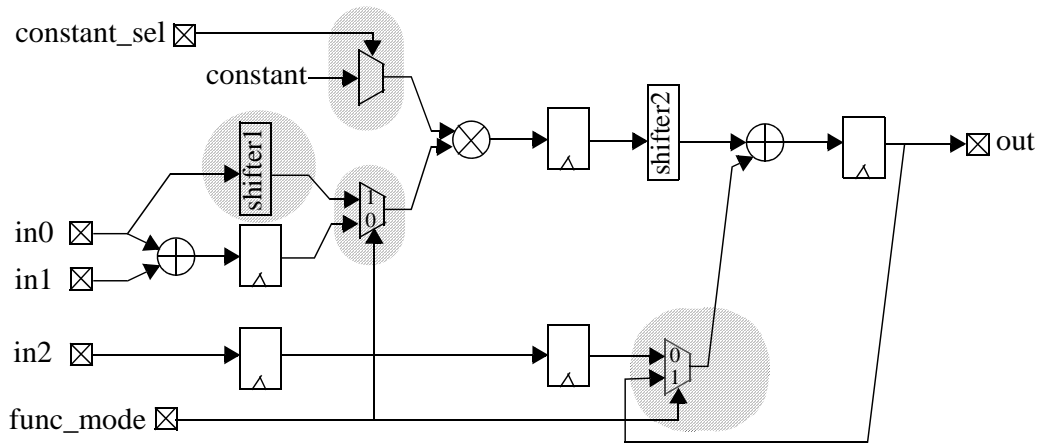 constant_sel
constant
shifter1
shifter2
out
1
0
in0
in1
in2
0
1
func_mode